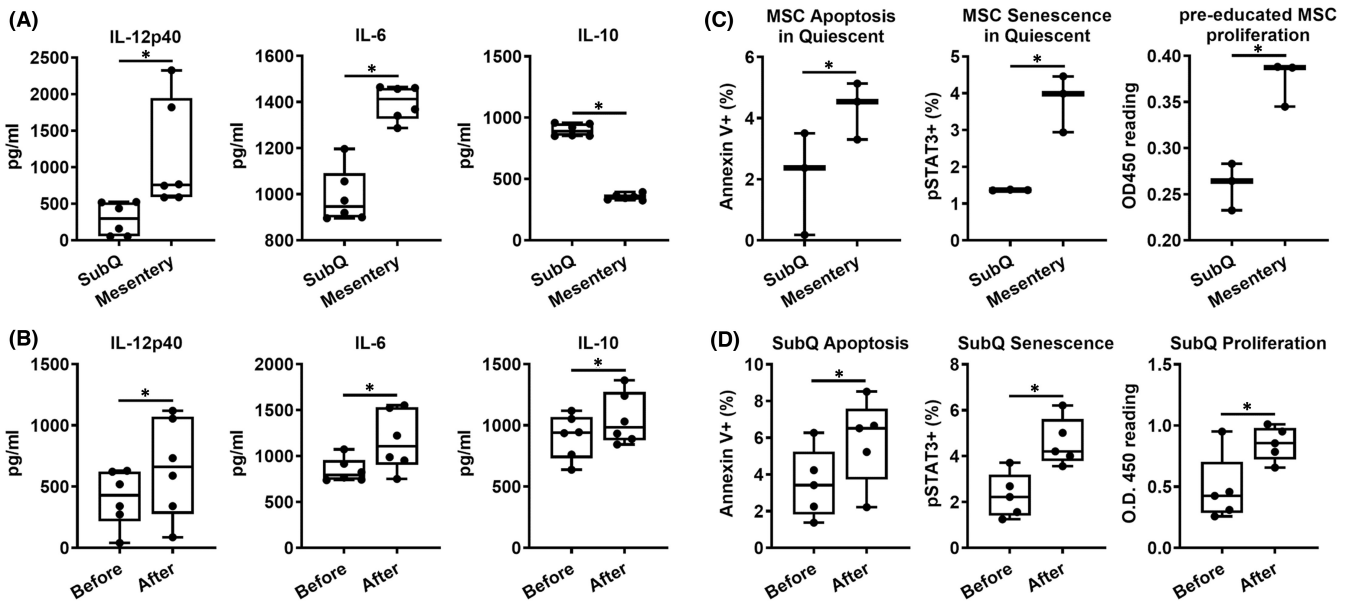 (A)
IL-12p40
*
2500
2000
1500
1000
500
0
pg/ml
SubQ
Mesentery
IL-6
*
1600
1400
1200
1000
800
pg/ml
SubQ
Mesentery
IL-10
*
1500
1000
500
0
pg/ml
SubQ
Mesentery
(C)
MSC Apoptosis
in Quiescent
*
6
4
2
0
Annexin V+ (%)
SubQ
Mesentery
MSC Senescence
in Quiescent
*
5
4
3
2
1
0
pSTAT3+ (%)
SubQ
Mesentery
pre-educated MSC
proliferation
*
0.40
0.35
0.30
0.25
0.20
OD450 reading
SubQ
Mesentery
(B)
IL-12p40
*
1500
1000
500
0
pg/ml
Before
After
IL-6
*
2000
1500
1000
500
0
pg/ml
Before
After
IL-10
*
1500
1000
500
0
pg/ml
Before
After
(D)
SubQ Apoptosis
*
10
8
6
4
2
0
Annexin V+ (%)
Before
After
SubQ Senescence
*
8
6
4
2
0
pSTAT3+ (%)
Before
After
SubQ Proliferation
*
1.5
1.0
0.5
0.0
O.D. 450 reading
Before
After